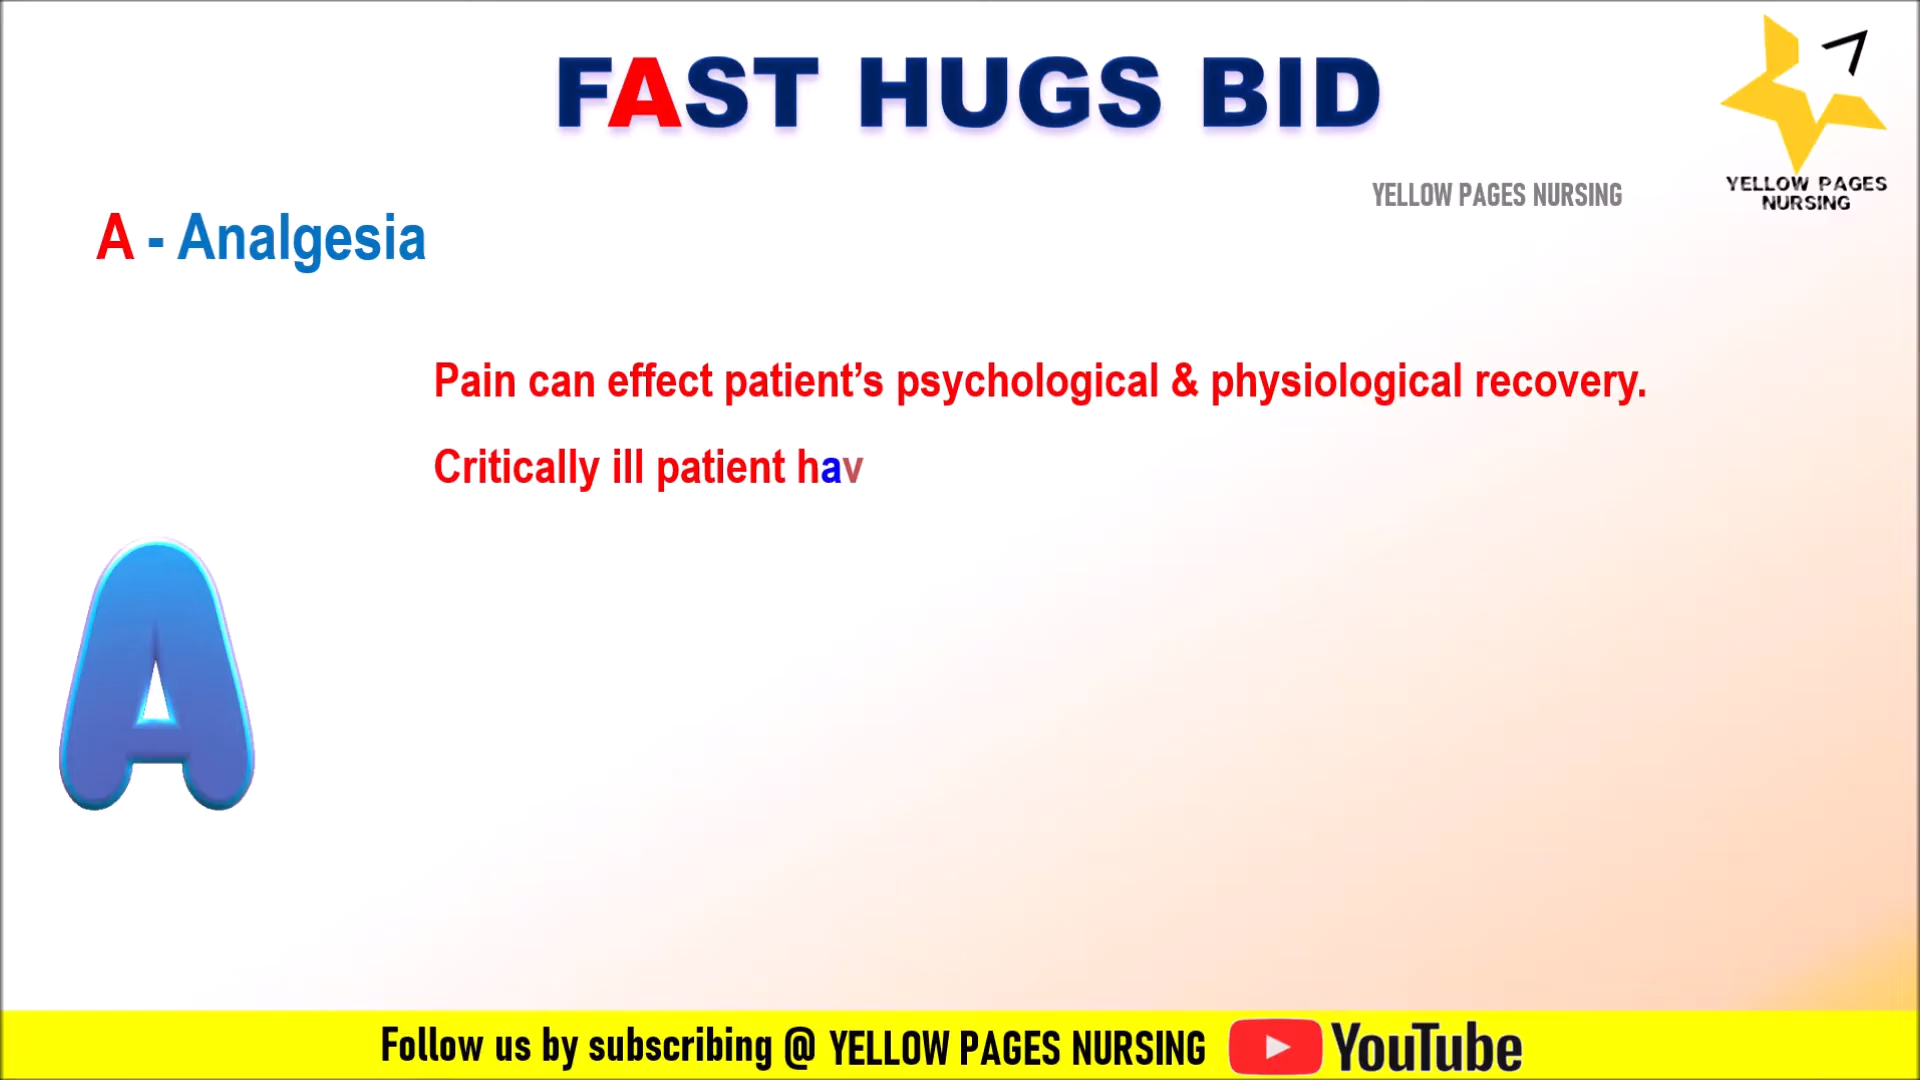 FAST HUGS BID
YELLOW PAGES NURSING
YELLOW PAGES
NURSING
A - Analgesia
Pain can effect patient’s psychological & physiological recovery.
Critically ill patient hav
A
Follow us by subscribing @ YELLOW PAGES NURSING YouTube